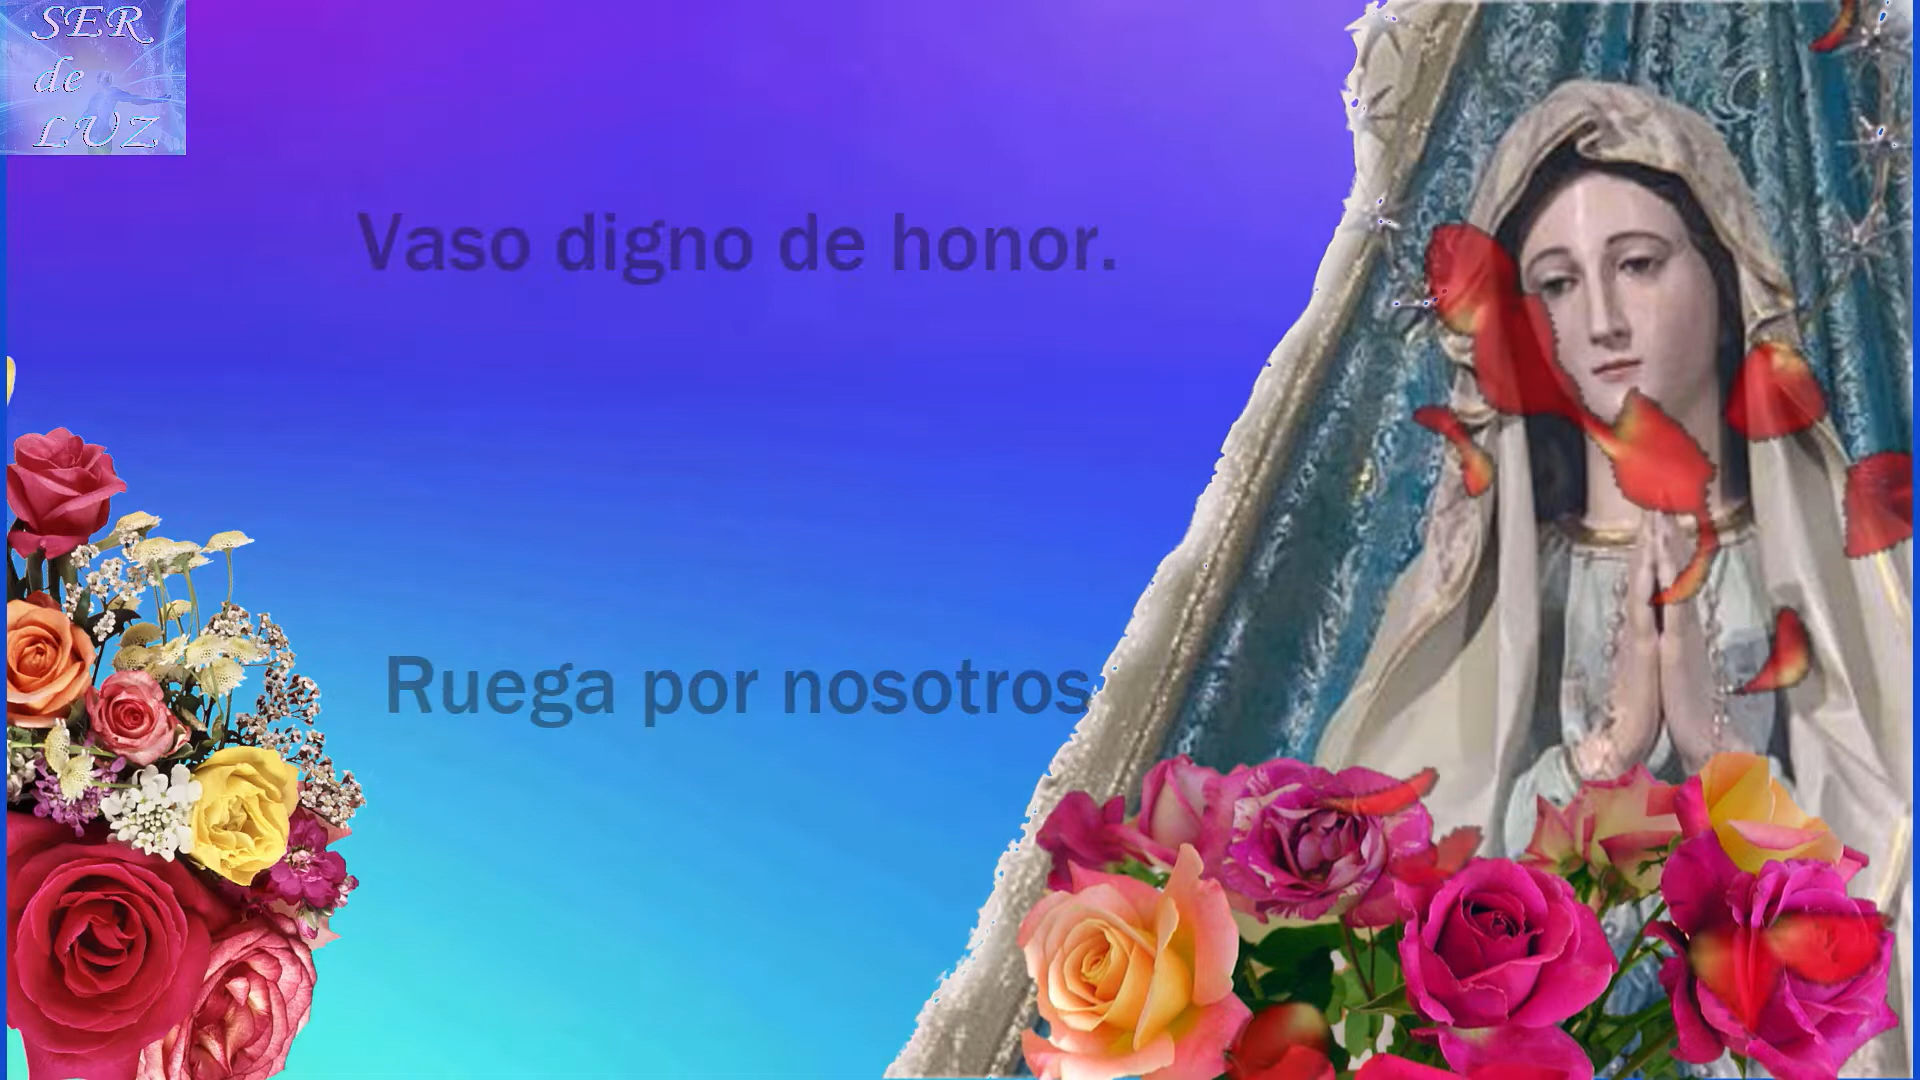 SER
de
LUZ
Vaso digno de honor.
Ruega por nosotros